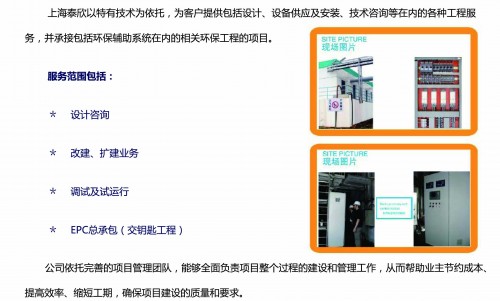 上海泰欣以特有技术为依托，为客户提供包括设计、设备供应及安装、技术咨询等在内的各种工程服
务，并承接包括环保辅助系统在内的相关环保工程的项目。
SITE PICTURE
现场图片
服务范围包括：
* 设计咨询
* 改建、扩建业务
SITE PICTURE
现场图片
* 调试及试运行
* EPC总承包（交钥匙工程）
公司依托完善的项目管理团队，能够全面负责项目整个过程的建设和管理工作，从而帮助业主节约成本、
提高效率、缩短工期，确保项目建设的质量和要求。